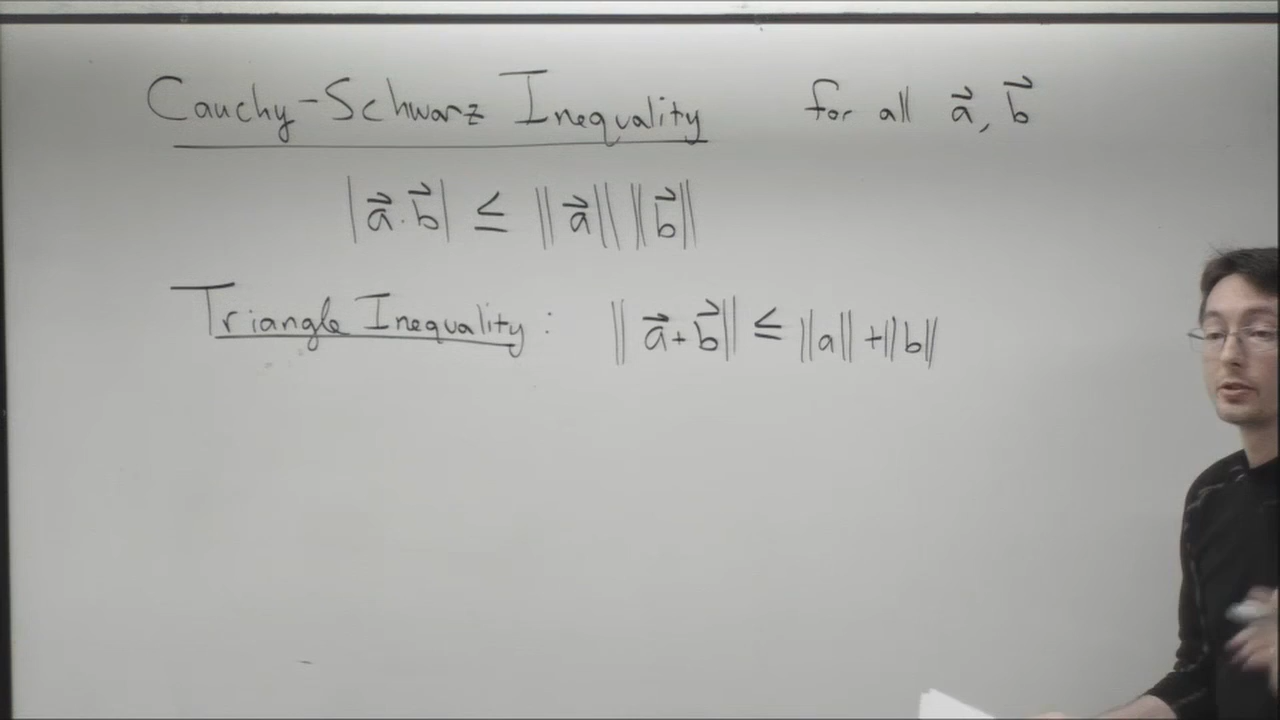 Cauchy-Schwarz Inequality for all a⃗, b⃗
|a⃗·b⃗| ≤ ‖a⃗‖ ‖b⃗‖
Triangle Inequality: ‖a⃗+b⃗‖ ≤ ‖a‖+‖b‖